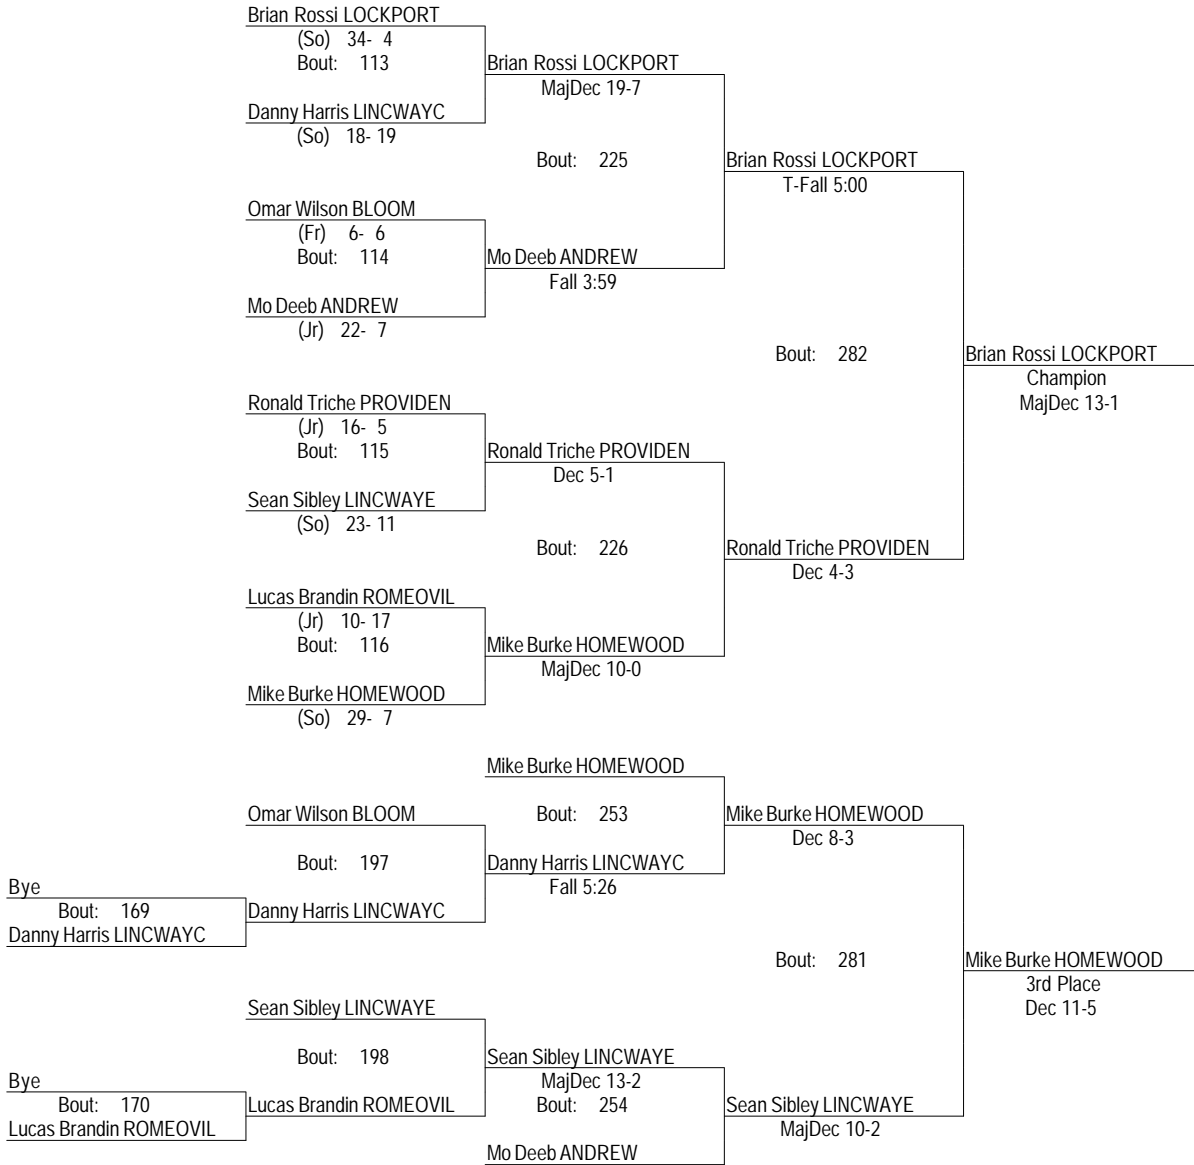 Brian Rossi LOCKPORT
(So) 34- 4
Bout: 113
Brian Rossi LOCKPORT
MajDec 19-7
Danny Harris LINCWAYC
(So) 18- 19
Bout: 225
Brian Rossi LOCKPORT
T-Fall 5:00
Omar Wilson BLOOM
(Fr) 6- 6
Bout: 114
Mo Deeb ANDREW
Fall 3:59
Mo Deeb ANDREW
(Jr) 22- 7
Bout: 282
Brian Rossi LOCKPORT
Champion
MajDec 13-1
Ronald Triche PROVIDEN
(Jr) 16- 5
Bout: 115
Ronald Triche PROVIDEN
Dec 5-1
Sean Sibley LINCWAYE
(So) 23- 11
Bout: 226
Ronald Triche PROVIDEN
Dec 4-3
Lucas Brandin ROMEOVIL
(Jr) 10- 17
Bout: 116
Mike Burke HOMEWOOD
MajDec 10-0
Mike Burke HOMEWOOD
(So) 29- 7
Mike Burke HOMEWOOD
Omar Wilson BLOOM
Bout: 253
Mike Burke HOMEWOOD
Dec 8-3
Bout: 197
Danny Harris LINCWAYC
Fall 5:26
Bye
Bout: 169
Danny Harris LINCWAYC
Danny Harris LINCWAYC
Bout: 281
Mike Burke HOMEWOOD
3rd Place
Dec 11-5
Sean Sibley LINCWAYE
Bout: 198
Sean Sibley LINCWAYE
MajDec 13-2
Bye
Bout: 170
Lucas Brandin ROMEOVIL
Bout: 254
Sean Sibley LINCWAYE
MajDec 10-2
Lucas Brandin ROMEOVIL
Mo Deeb ANDREW